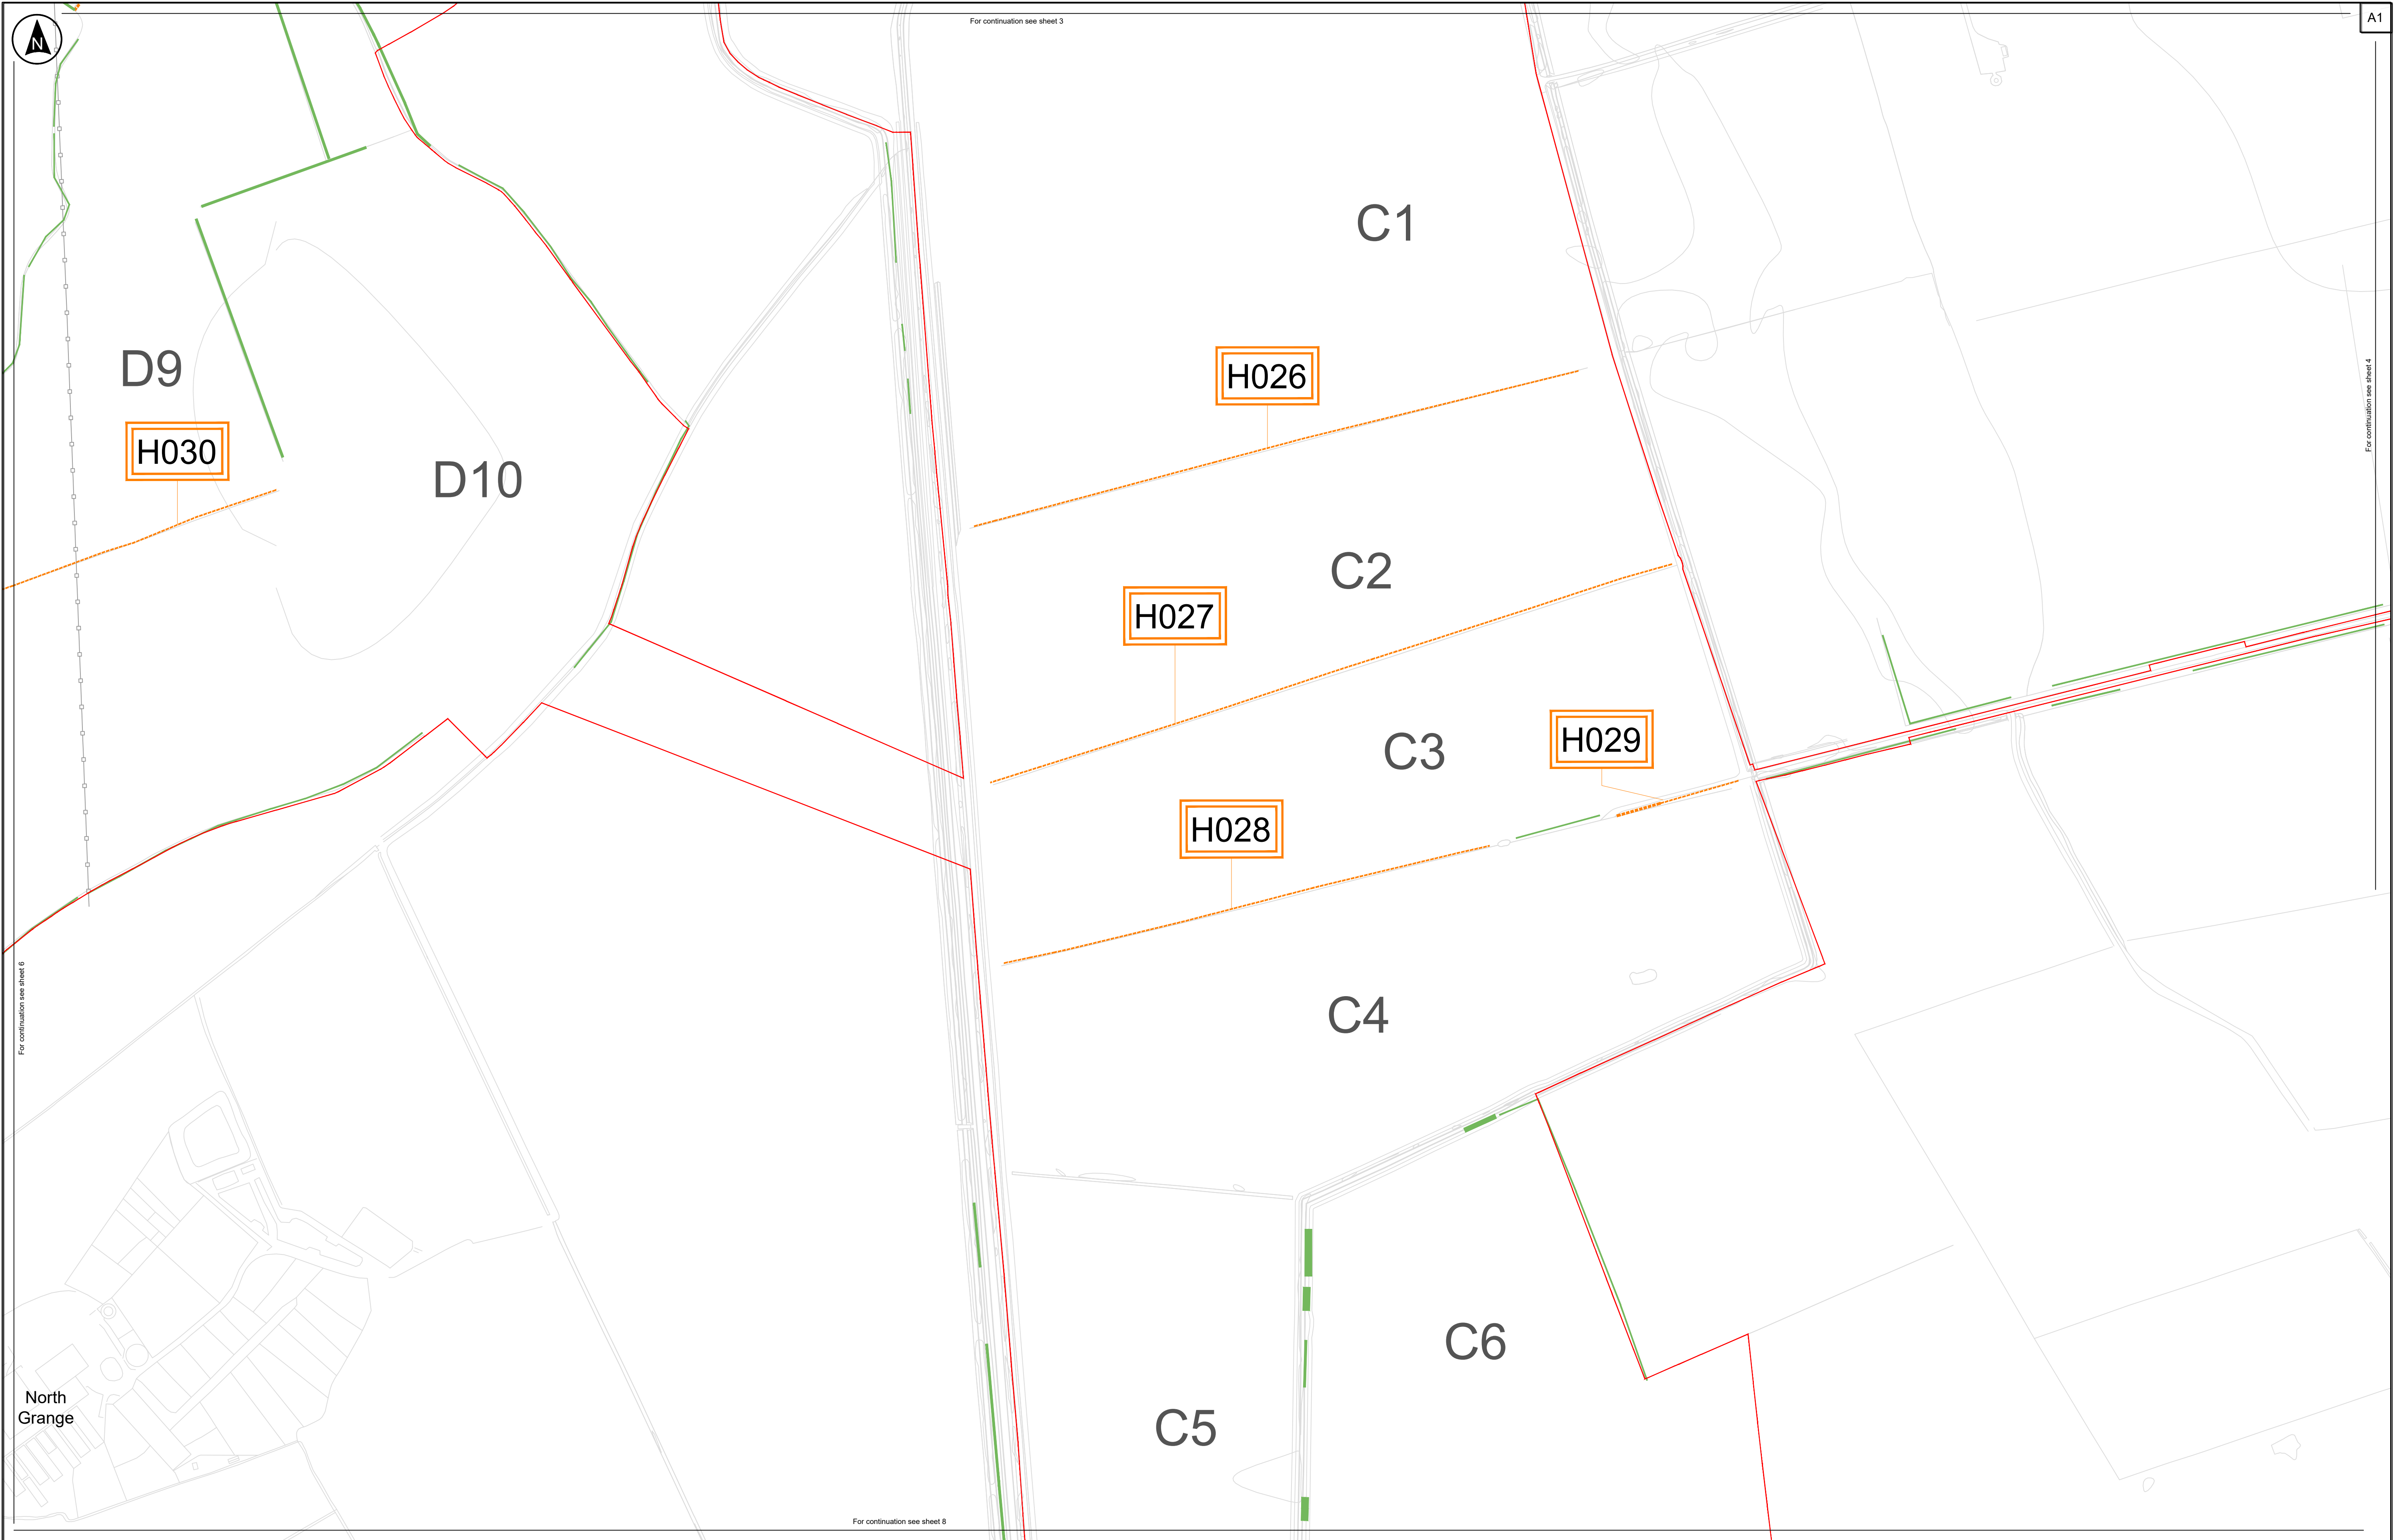 For continuation see sheet 3
A1
N
C1
D9
H026
For continuation see sheet 4
H030
D10
C2
H027
C3
H029
H028
For continuation see sheet 6
C4
C6
North
Grange
C5
For continuation see sheet 8